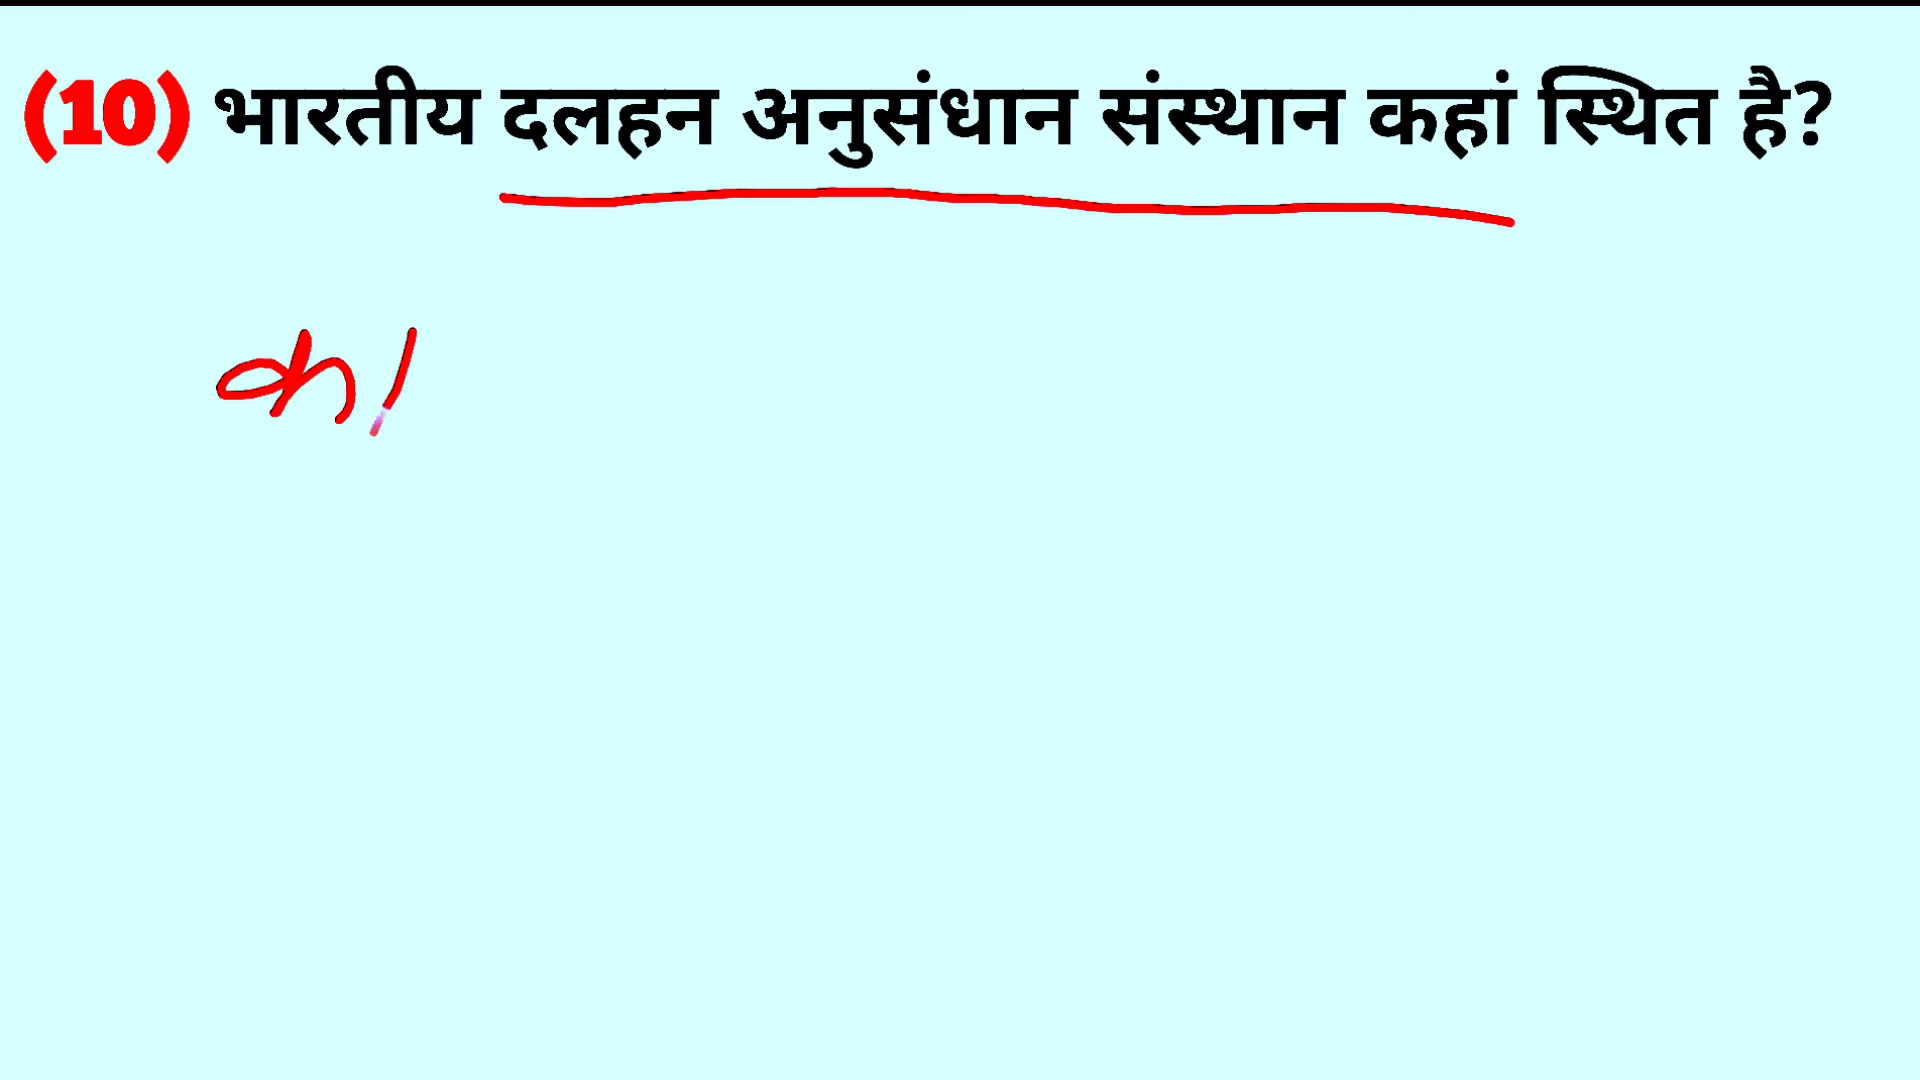 (10) भारतीय दलहन अनुसंधान संस्थान कहां स्थित है?
का